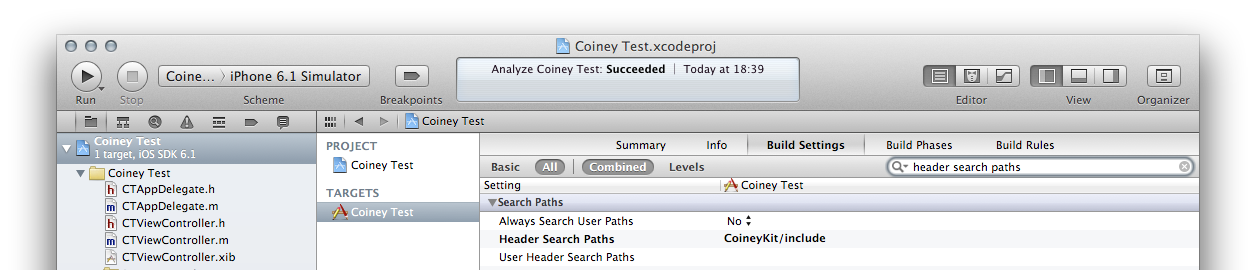 Coiney Test.xcodeproj
Coine... iPhone 6.1 Simulator
Analyze Coiney Test: Succeeded | Today at 18:39
Run Stop Scheme Breakpoints Editor View Organizer
Coiney Test
Coiney Test
1 target, iOS SDK 6.1
Coiney Test
CTAppDelegate.h
CTAppDelegate.m
CTViewController.h
CTViewController.m
CTViewController.xib
PROJECT
Coiney Test
TARGETS
Coiney Test
Summary Info Build Settings Build Phases Build Rules
Basic All Combined Levels header search paths
Setting Coiney Test
Search Paths
Always Search User Paths No
Header Search Paths CoineyKit/include
User Header Search Paths